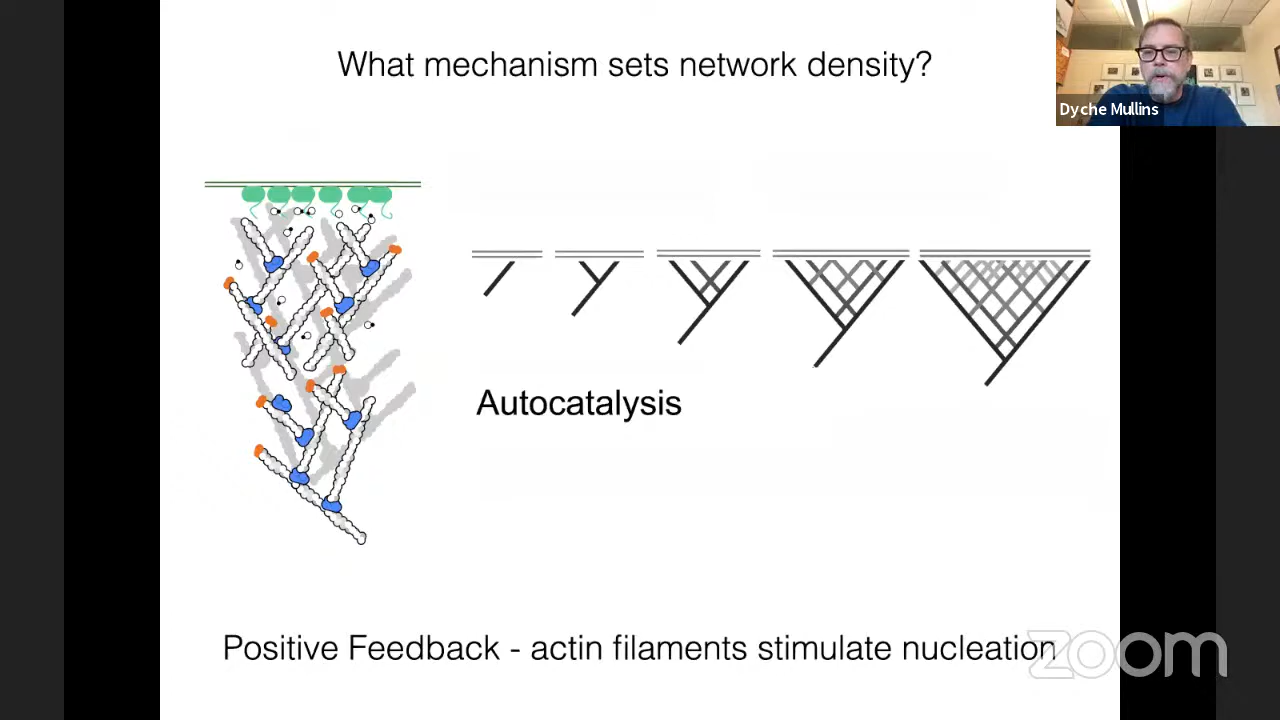 What mechanism sets network density?
Dyche Mullins
Autocatalysis
Positive Feedback - actin filaments stimulate nucleation
zoom